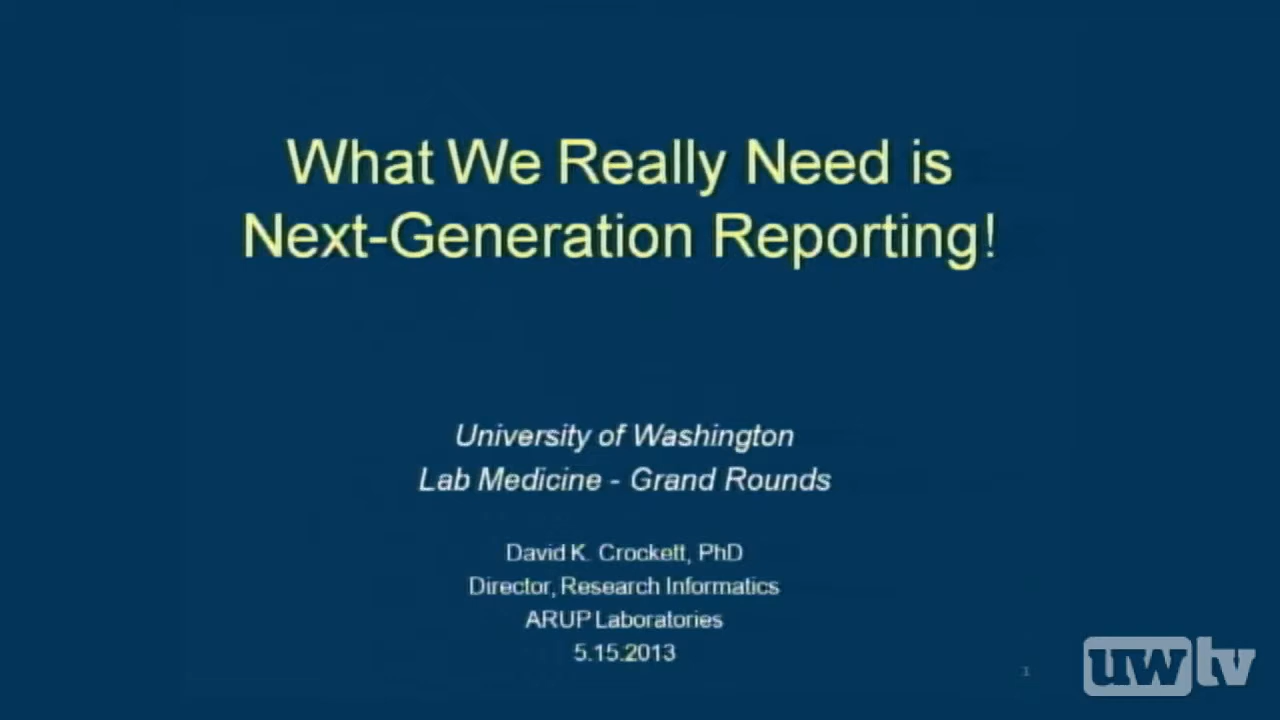 What We Really Need is
Next-Generation Reporting!
University of Washington
Lab Medicine - Grand Rounds
David K. Crockett, PhD
Director, Research Informatics
ARUP Laboratories
5.15.2013
1
uwtv